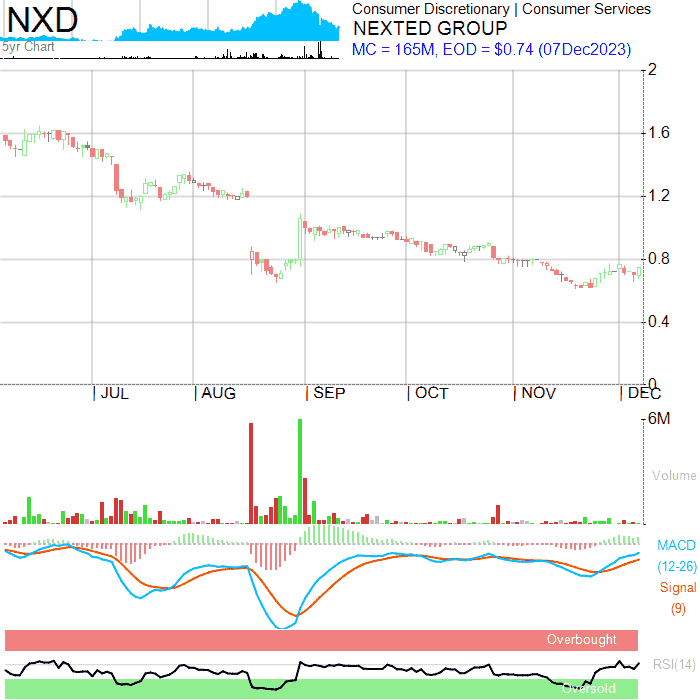 NXD
5yr Chart
Consumer Discretionary | Consumer Services
NEXTED GROUP
MC = 165M, EOD = $0.74 (07Dec2023)
2
1.6
1.2
0.8
0.4
0
JUL
AUG
SEP
OCT
NOV
DEC
6M
Volume
MACD
(12-26)
Signal
(9)
Overbought
RSI(14)
Oversold